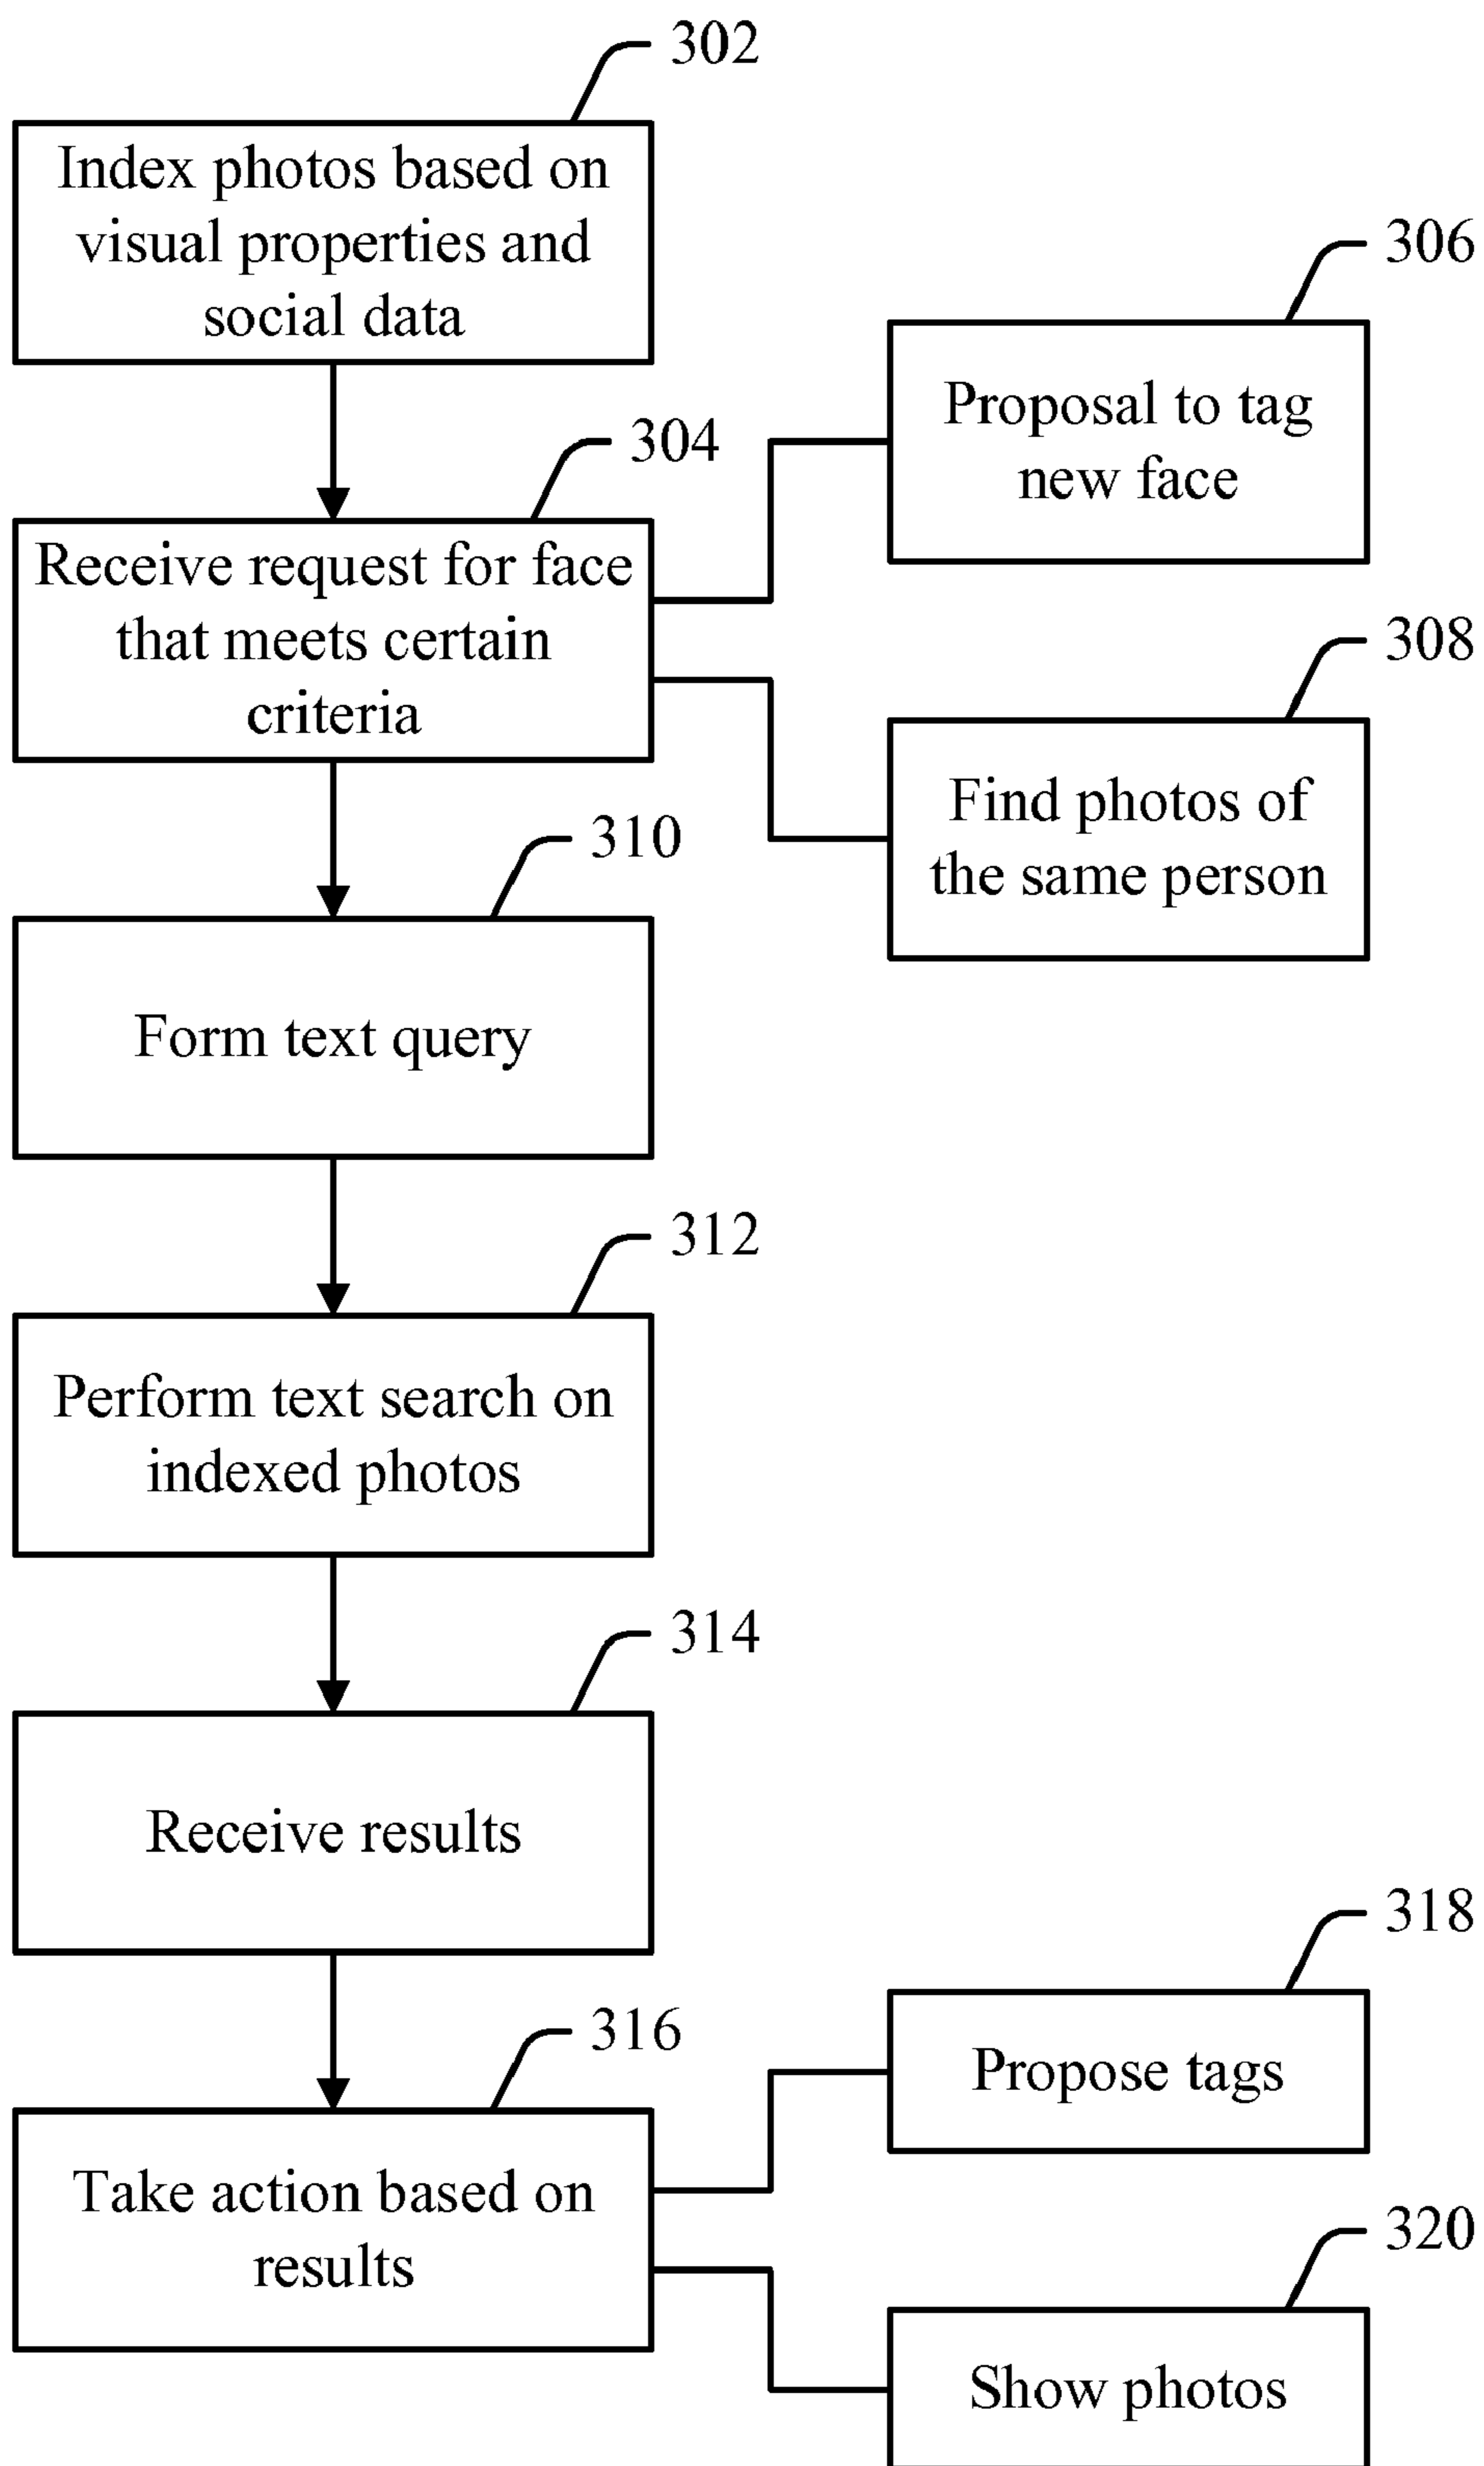 302
Index photos based on
visual properties and
social data
306
Proposal to tag
new face
304
Receive request for face
that meets certain
criteria
308
Find photos of
the same person
310
Form text query
312
Perform text search on
indexed photos
314
Receive results
318
Propose tags
316
Take action based on
results
320
Show photos